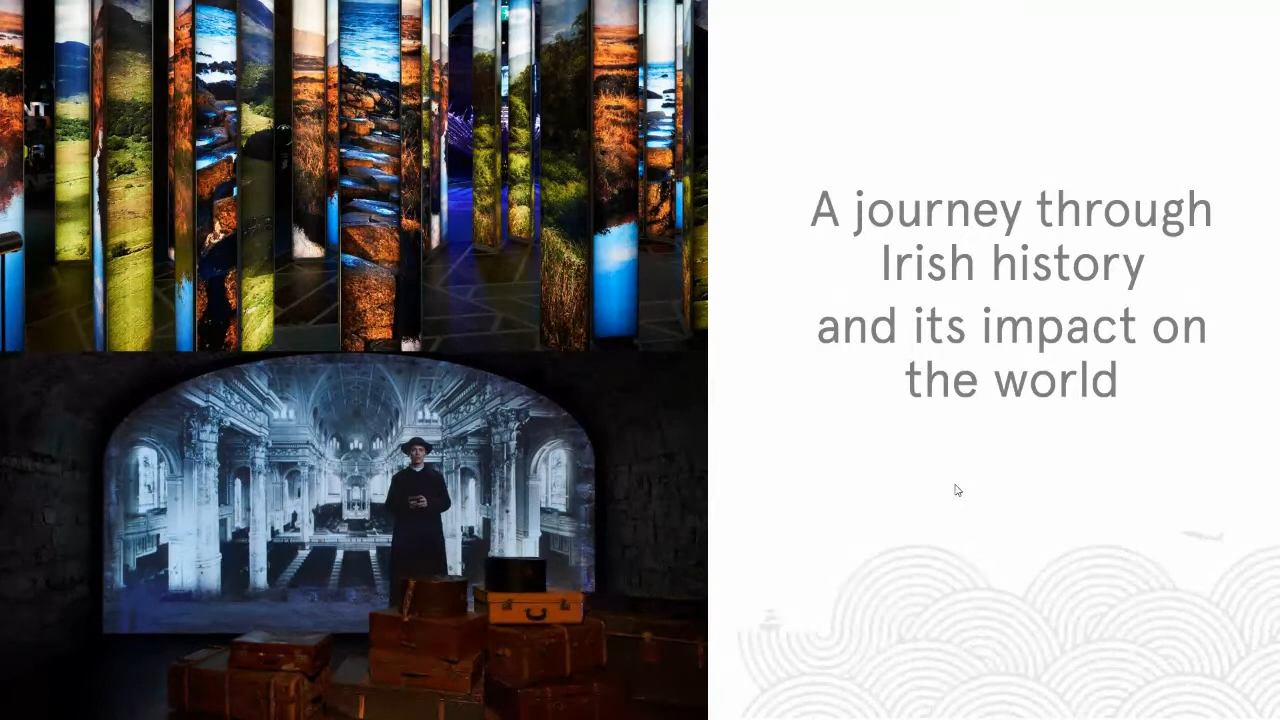 A journey through
Irish history
and its impact on
the world